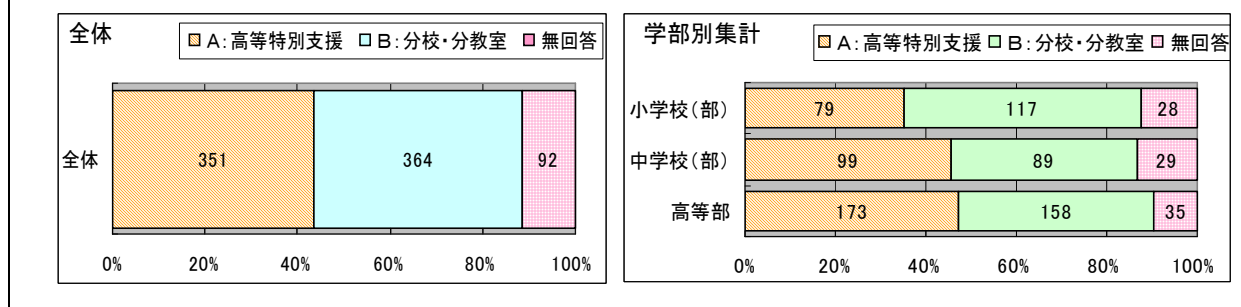 全体
A:高等特別支援 B:分校・分教室 無回答
全体 351 364 92
0% 20% 40% 60% 80% 100%
学部別集計
A:高等特別支援 B:分校・分教室 無回答
小学校(部) 79 117 28
中学校(部) 99 89 29
高等部 173 158 35
0% 20% 40% 60% 80% 100%